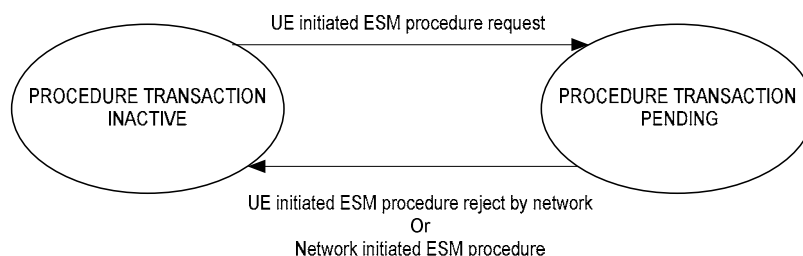 UE initiated ESM procedure request
PROCEDURE TRANSACTION
INACTIVE
PROCEDURE TRANSACTION
PENDING
UE initiated ESM procedure reject by network
Or
Network initiated ESM procedure